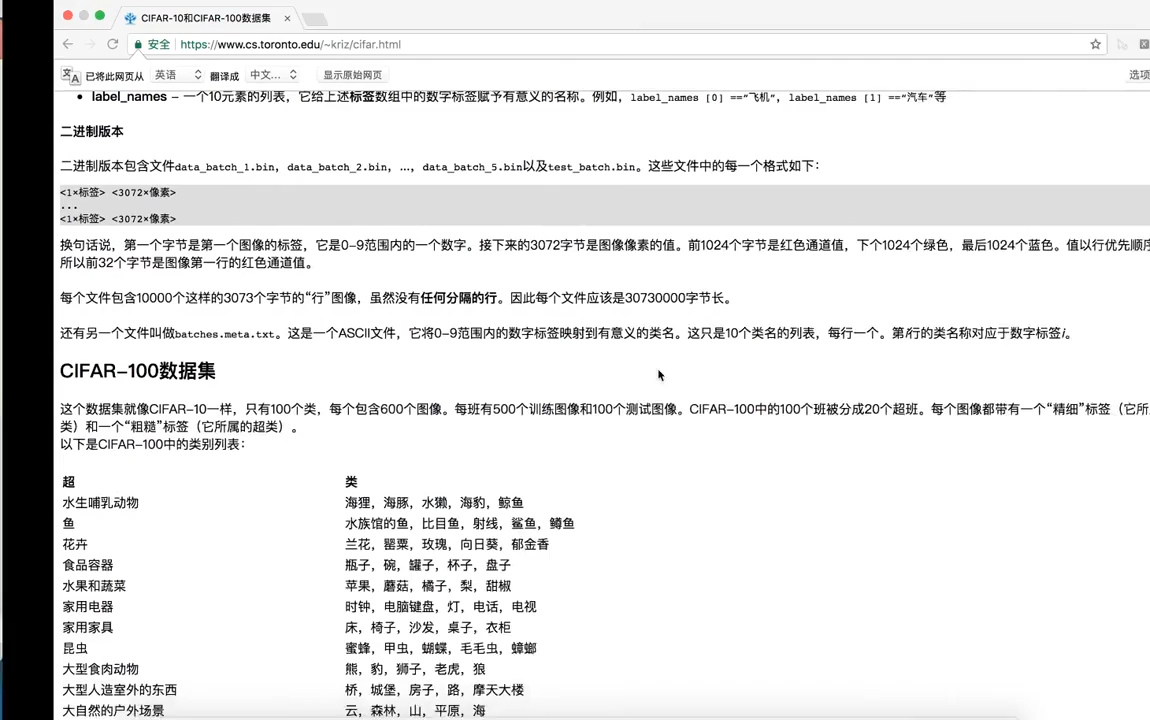 CIFAR-10和CIFAR-100数据集
安全 https://www.cs.toronto.edu/~kriz/cifar.html
已将此网页从 英语 翻译成 中文... 显示原始网页 选项
label_names – 一个10元素的列表，它给上述标签数组中的数字标签赋予有意义的名称。例如，label_names [0] ==“飞机”，label_names [1] ==“汽车”等
二进制版本
二进制版本包含文件data_batch_1.bin，data_batch_2.bin，...，data_batch_5.bin以及test_batch.bin。这些文件中的每一个格式如下：
<1×标签> <3072×像素>
...
<1×标签> <3072×像素>
换句话说，第一个字节是第一个图像的标签，它是0–9范围内的一个数字。接下来的3072字节是图像像素的值。前1024个字节是红色通道值，下个1024个绿色，最后1024个蓝色。值以行优先顺序
所以前32个字节是图像第一行的红色通道值。
每个文件包含10000个这样的3073个字节的“行”图像，虽然没有任何分隔的行。因此每个文件应该是30730000字节长。
还有另一个文件叫做batches.meta.txt。这是一个ASCII文件，它将0–9范围内的数字标签映射到有意义的类名。这只是10个类名的列表，每行一个。第i行的类名称对应于数字标签i。
CIFAR–100数据集
这个数据集就像CIFAR–10一样，只有100个类，每个包含600个图像。每班有500个训练图像和100个测试图像。CIFAR–100中的100个班被分成20个超班。每个图像都带有一个“精细”标签（它所
类）和一个“粗糙”标签（它所属的超类）。
以下是CIFAR–100中的类别列表：
超 类
水生哺乳动物 海狸，海豚，水獭，海豹，鲸鱼
鱼 水族馆的鱼，比目鱼，射线，鲨鱼，鳟鱼
花卉 兰花，罂粟，玫瑰，向日葵，郁金香
食品容器 瓶子，碗，罐子，杯子，盘子
水果和蔬菜 苹果，蘑菇，橘子，梨，甜椒
家用电器 时钟，电脑键盘，灯，电话，电视
家用家具 床，椅子，沙发，桌子，衣柜
昆虫 蜜蜂，甲虫，蝴蝶，毛毛虫，蟑螂
大型食肉动物 熊，豹，狮子，老虎，狼
大型人造室外的东西 桥，城堡，房子，路，摩天大楼
大自然的户外场景 云，森林，山，平原，海